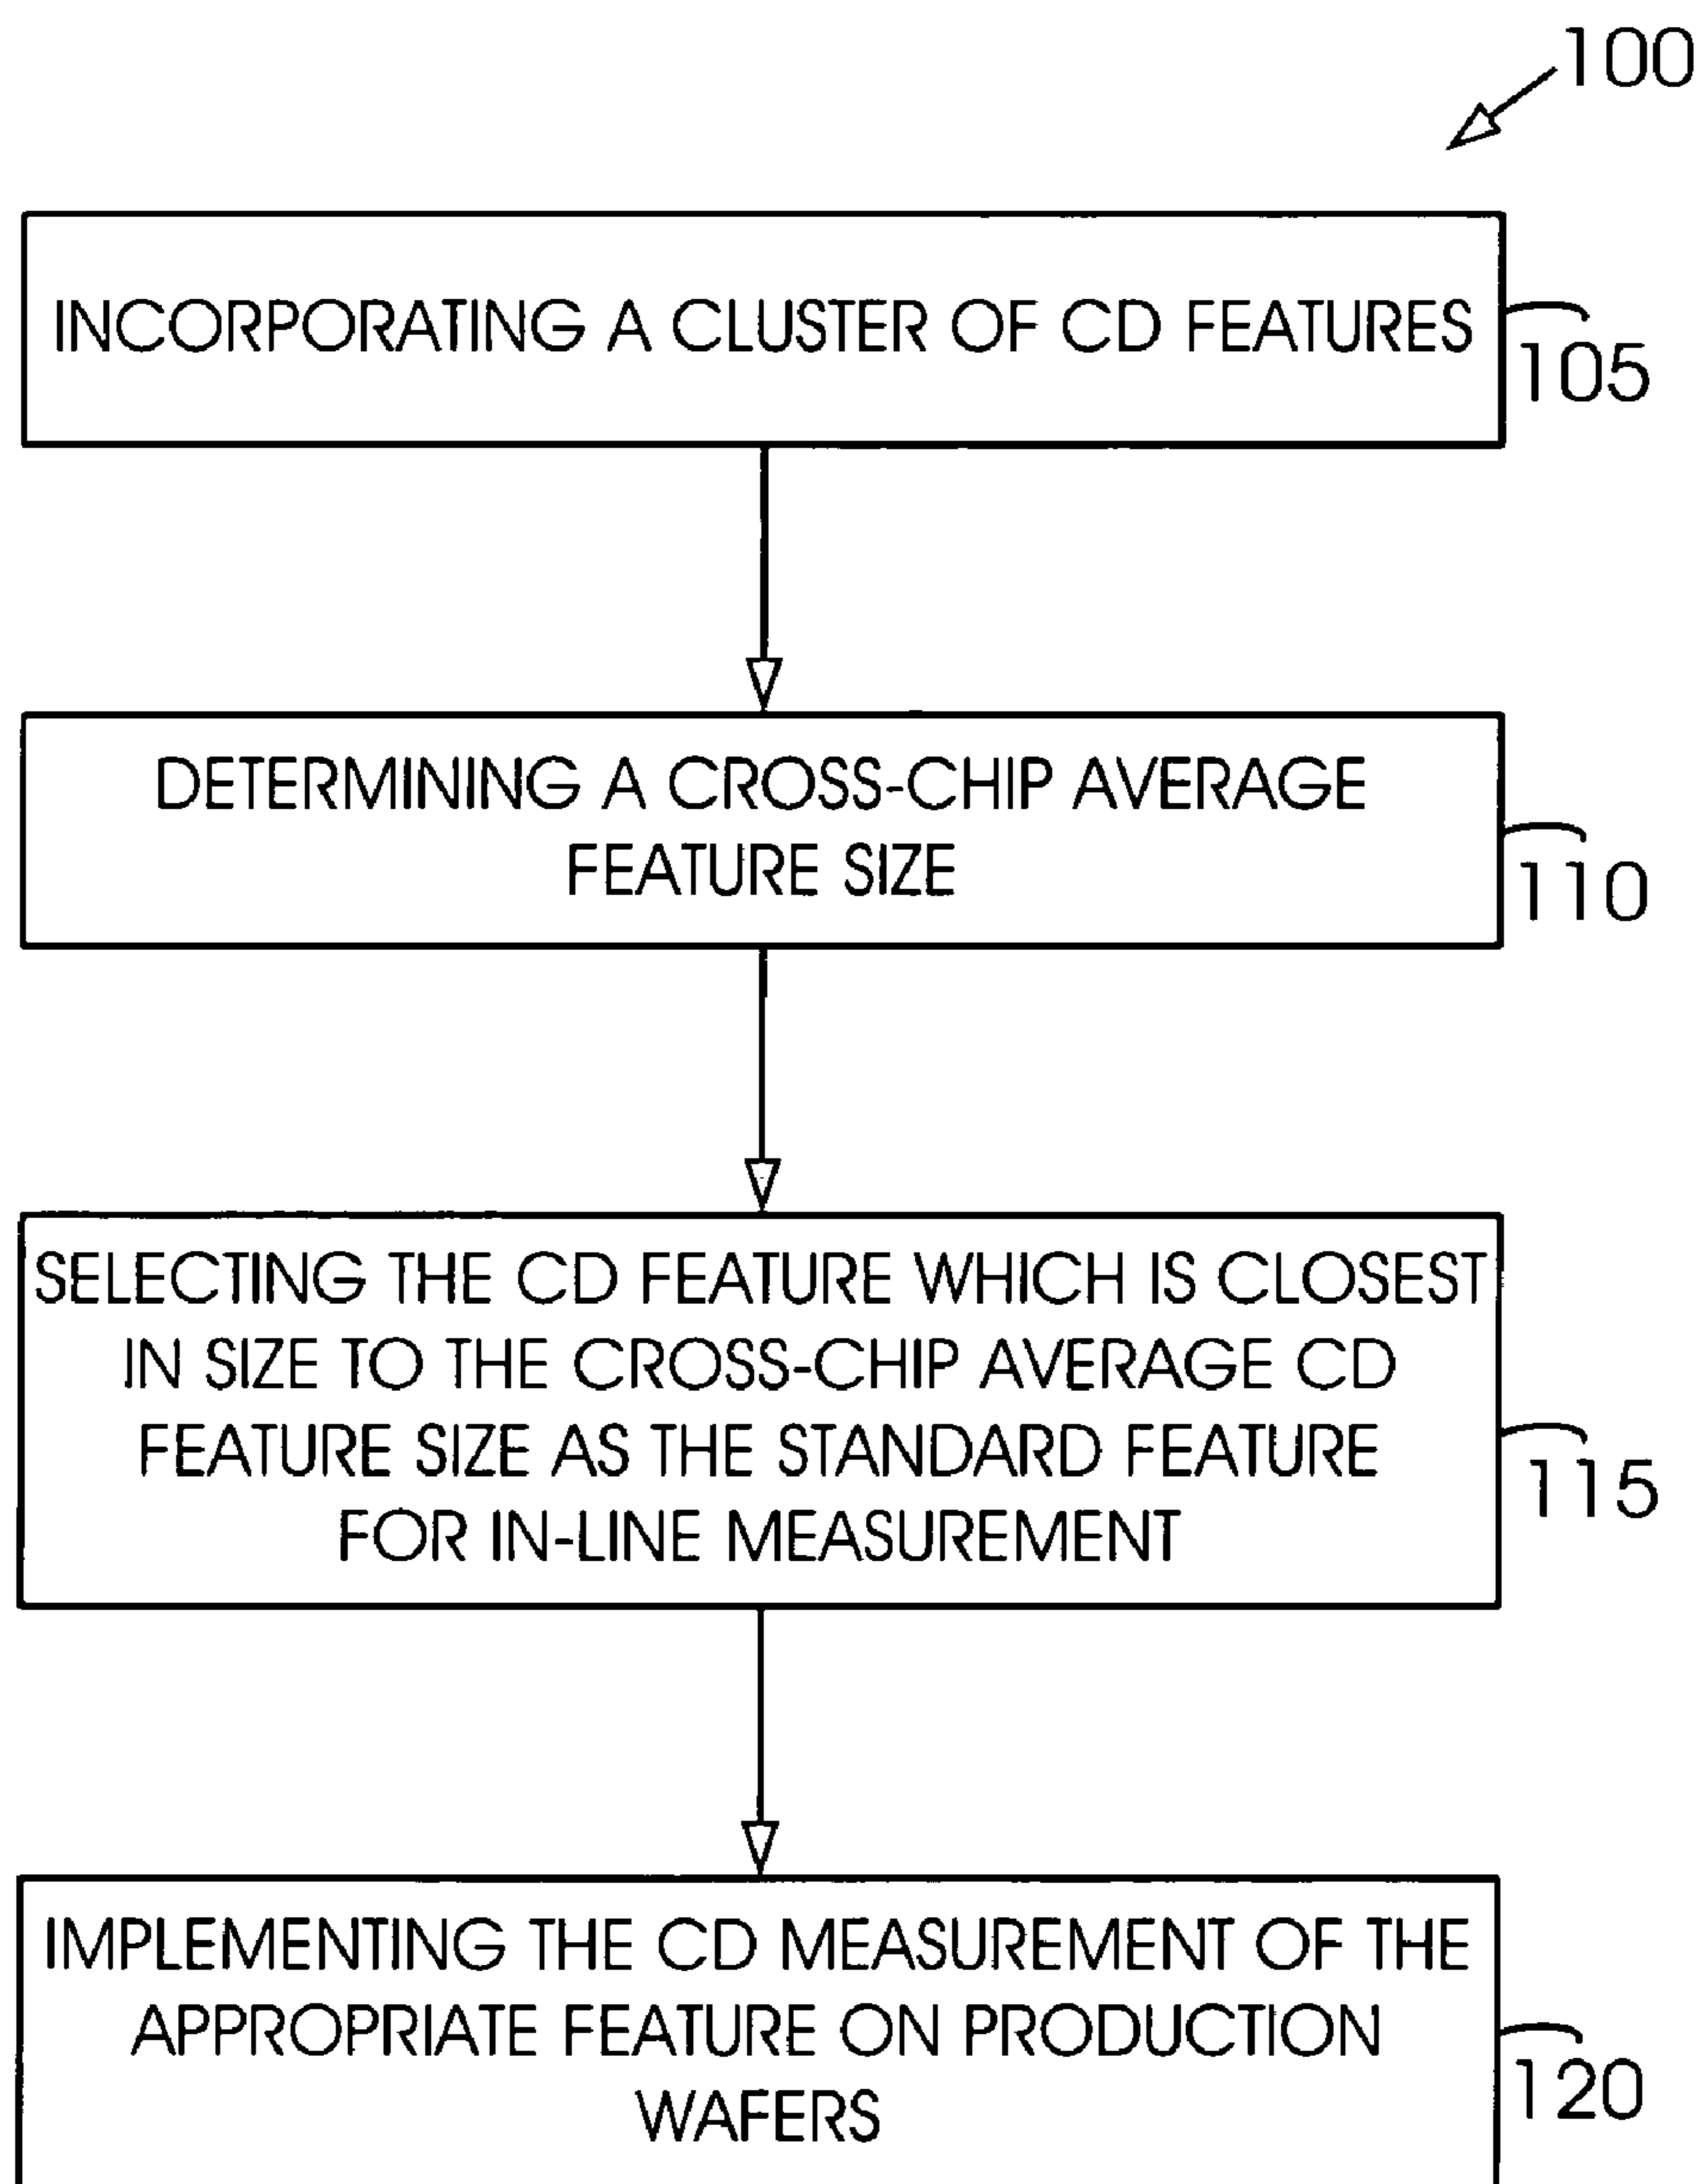 100
INCORPORATING A CLUSTER OF CD FEATURES
105
DETERMINING A CROSS-CHIP AVERAGE
FEATURE SIZE
110
SELECTING THE CD FEATURE WHICH IS CLOSEST
IN SIZE TO THE CROSS-CHIP AVERAGE CD
FEATURE SIZE AS THE STANDARD FEATURE
FOR IN-LINE MEASUREMENT
115
IMPLEMENTING THE CD MEASUREMENT OF THE
APPROPRIATE FEATURE ON PRODUCTION
WAFERS
120